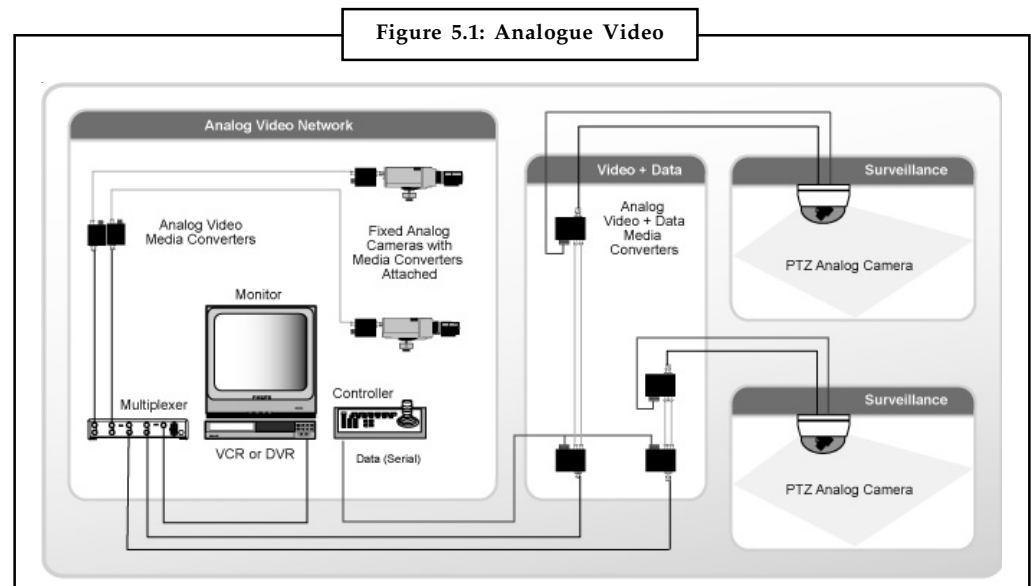 Figure 5.1: Analogue Video
Analog Video Network
Analog Video
Media Converters
Fixed Analog
Cameras with
Media Converters
Attached
Monitor
PHILIPS
Multiplexer
VCR or DVR
Controller
Data (Serial)
Video + Data
Analog
Video + Data
Media
Converters
Surveillance
PTZ Analog Camera
Surveillance
PTZ Analog Camera